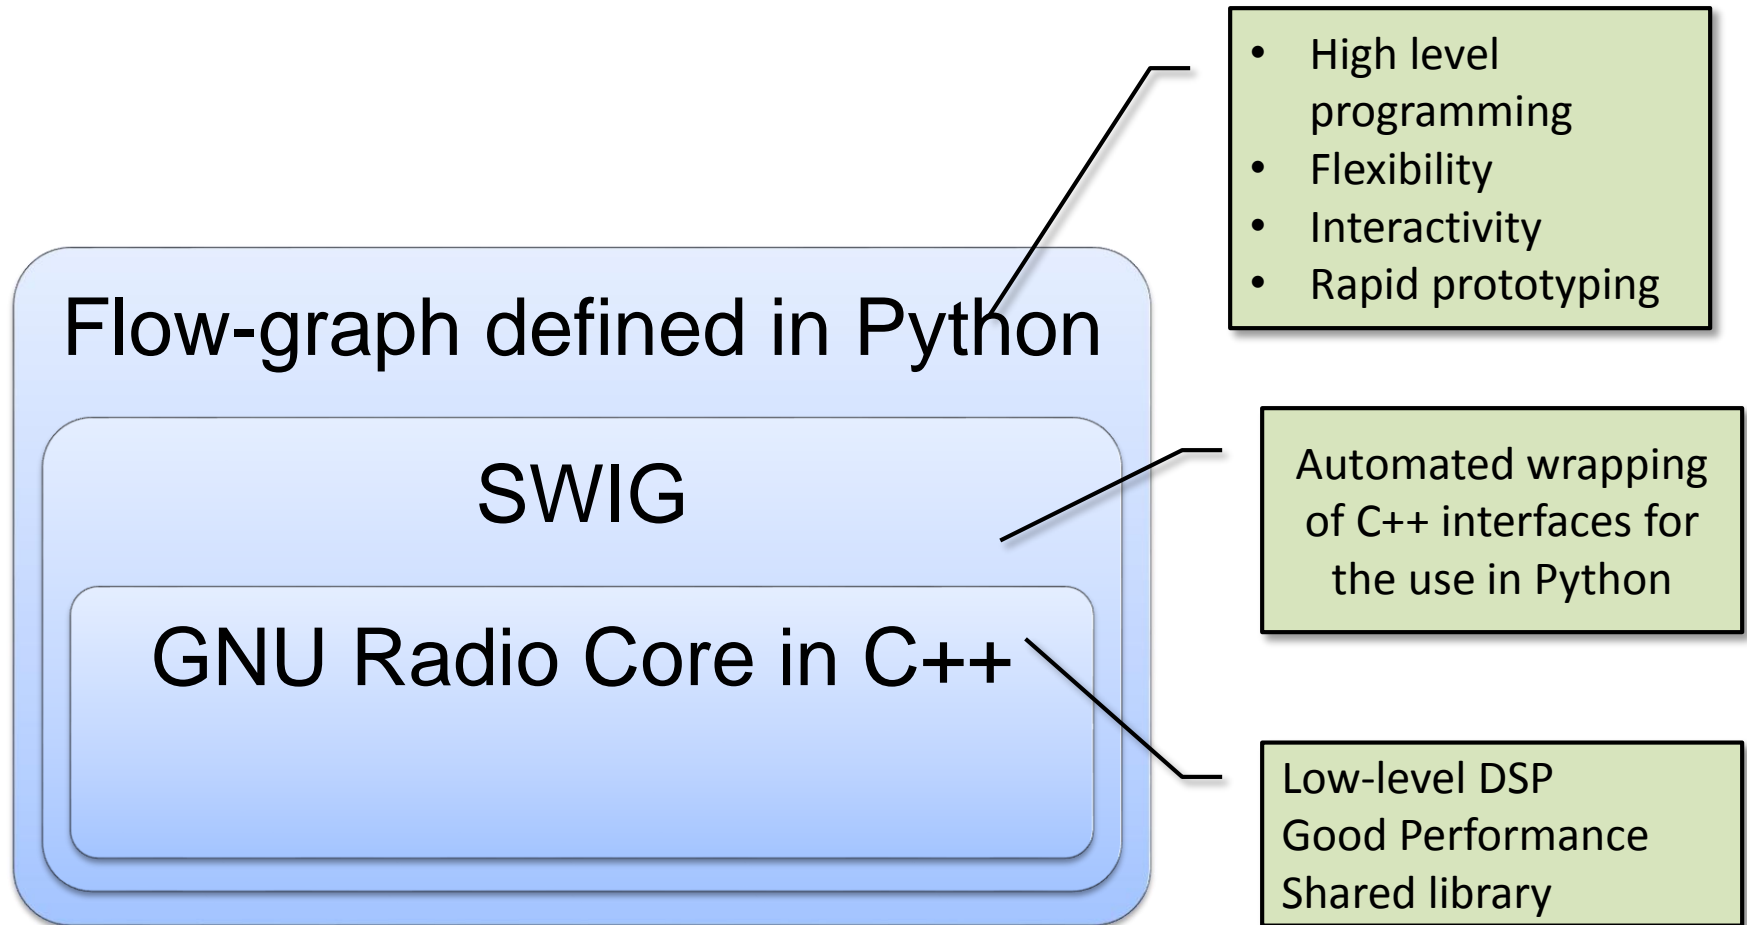 • High level
programming
• Flexibility
• Interactivity
• Rapid prototyping
Flow-graph defined in Python
SWIG
Automated wrapping
of C++ interfaces for
the use in Python
GNU Radio Core in C++
Low-level DSP
Good Performance
Shared library